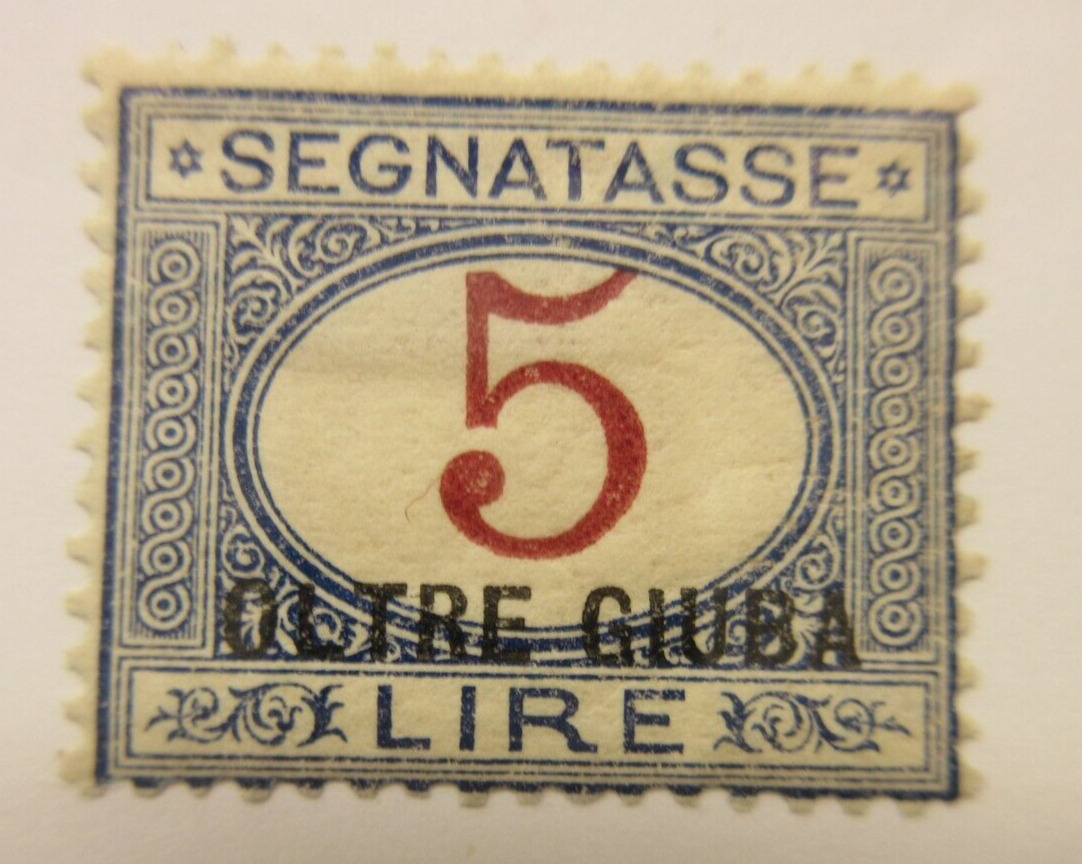 SEGNATASSE
5
OLTRE GIUBA
LIRE